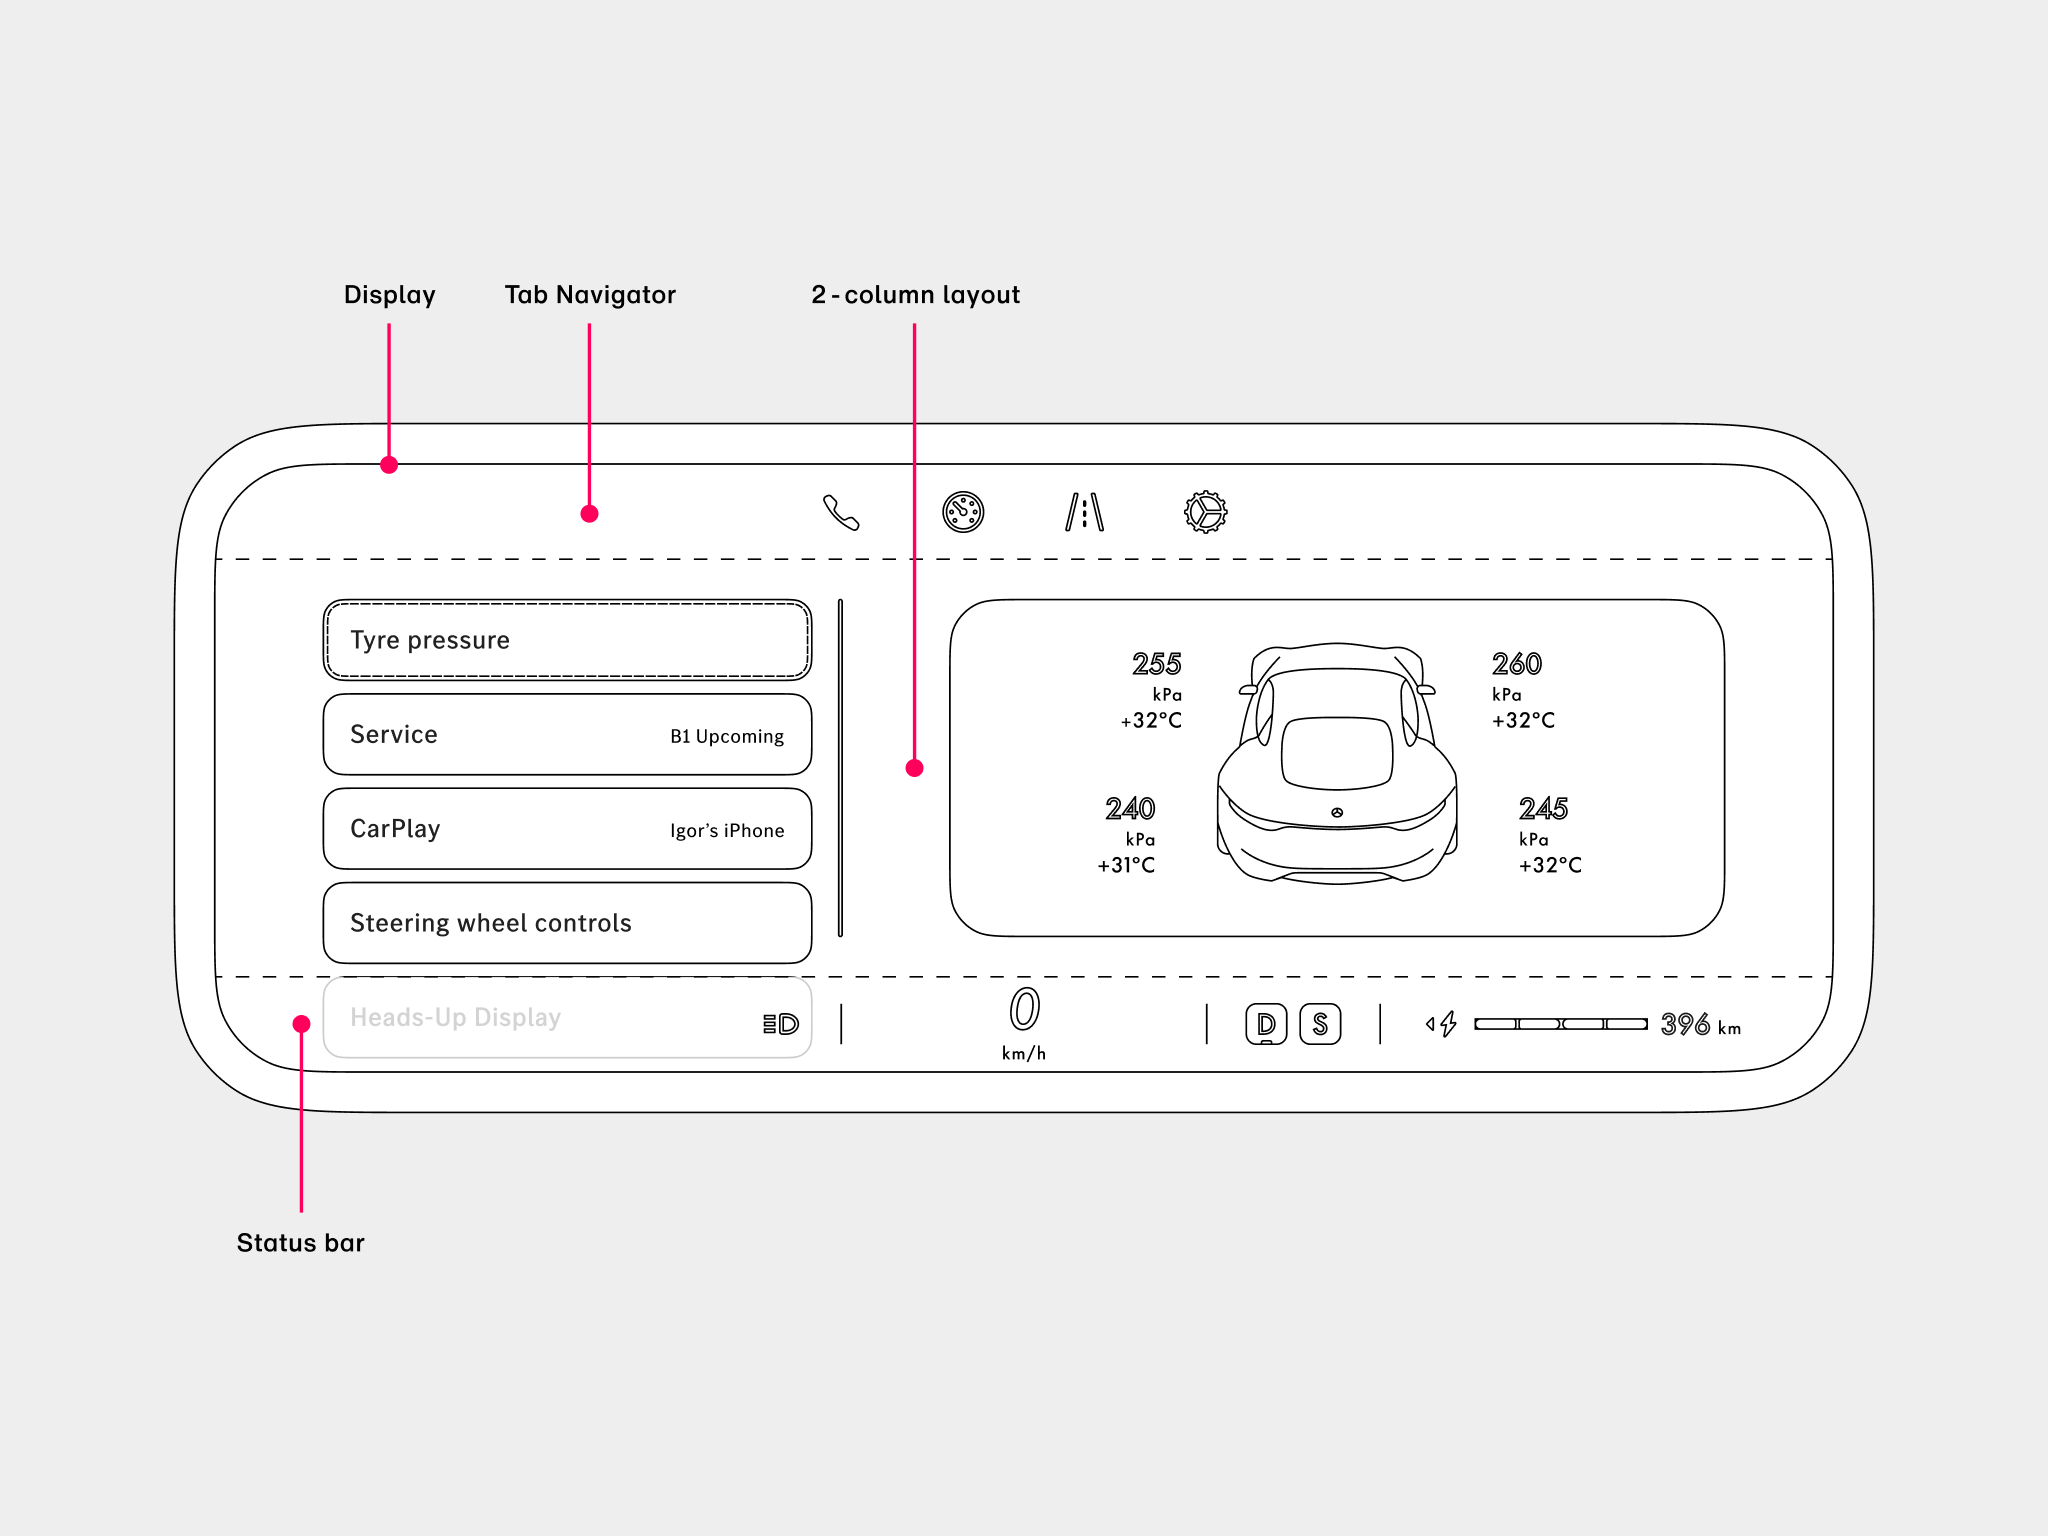 Display
Tab Navigator
2-column layout
Tyre pressure
Service
B1 Upcoming
CarPlay
Igor’s iPhone
Steering wheel controls
Heads-Up Display
255
kPa
+32°C
260
kPa
+32°C
240
kPa
+31°C
245
kPa
+32°C
0
km/h
D
S
396 km
Status bar